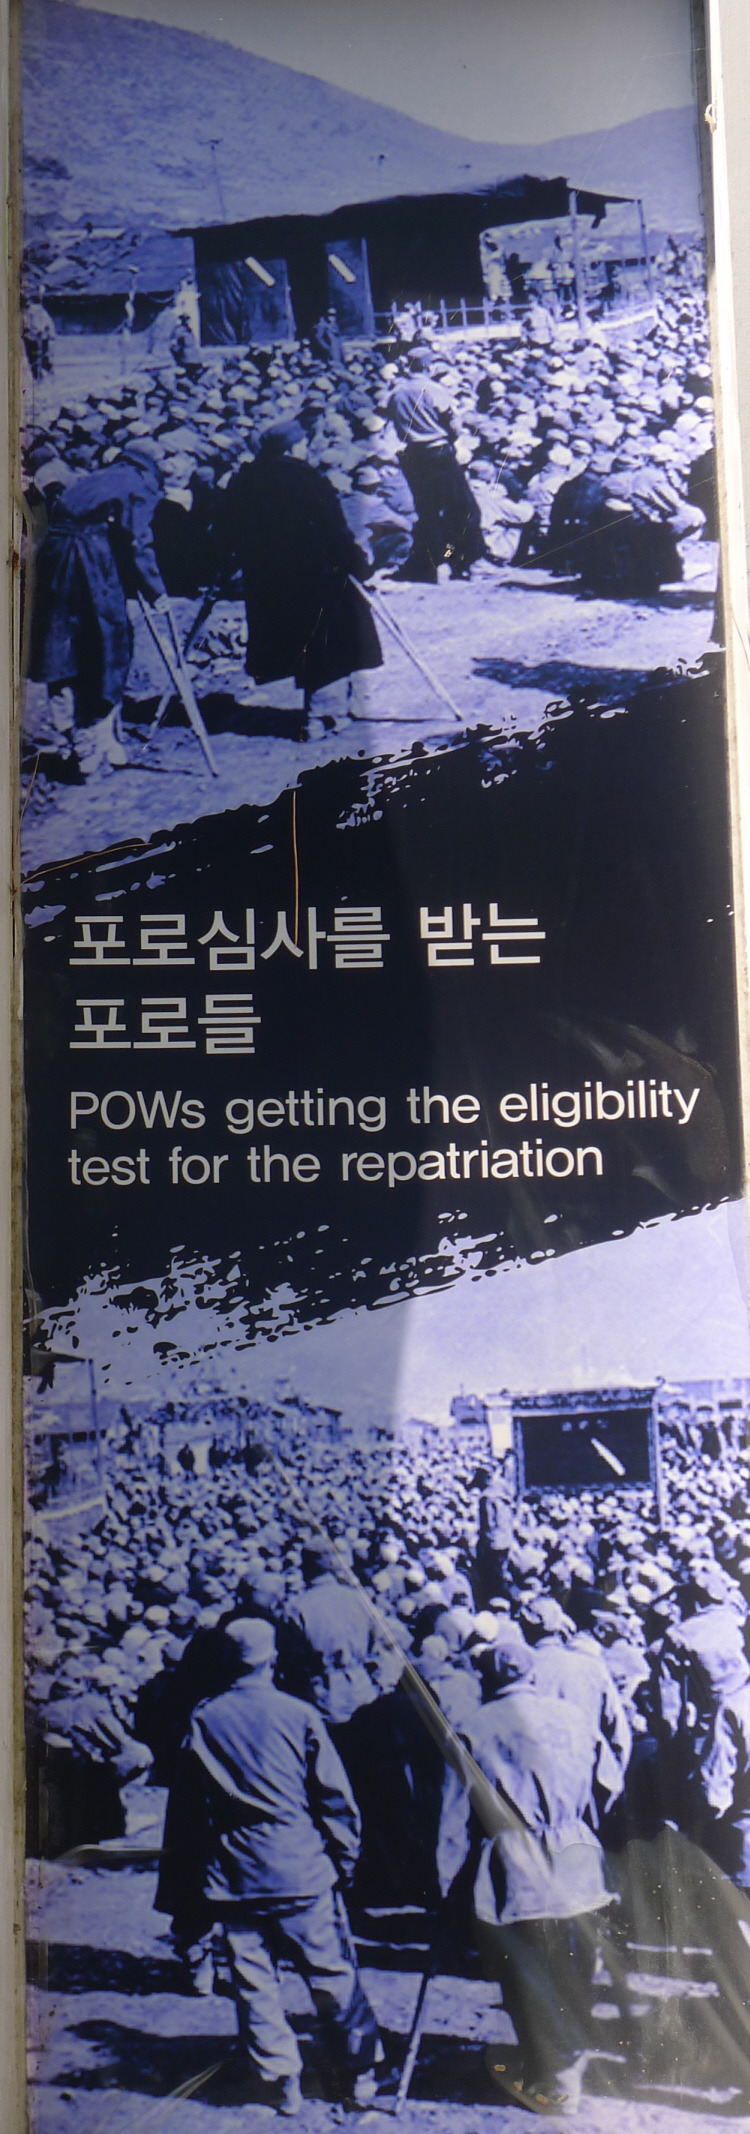 포로심사를 받는
포로들
POWs getting the eligibility
test for the repatriation